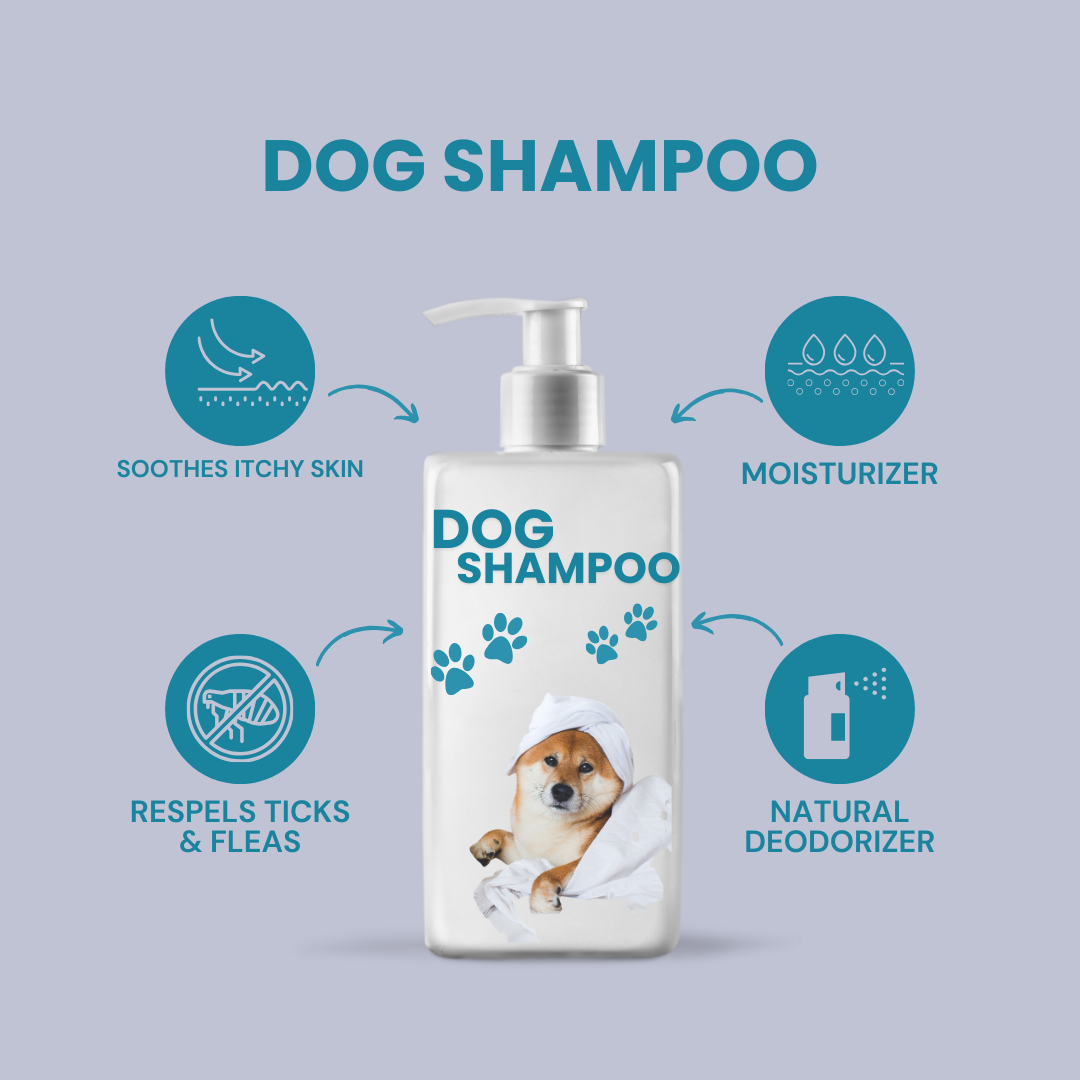 DOG SHAMPOO
SOOTHES ITCHY SKIN
MOISTURIZER
DOG
SHAMPOO
RESPELS TICKS
& FLEAS
NATURAL
DEODORIZER